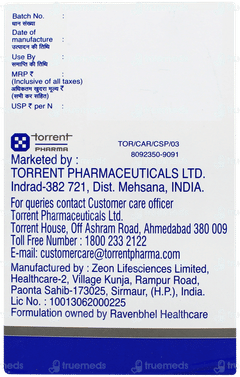 Batch No. :
धान संख्या
Date of
manufacture :
उत्पादन की तिथि
Use By :
समाप्ति की तिथि
MRP ₹ :
(Inclusive of all taxes)
अधिकतम खुदरा मूल्य ₹
(सभी कर सहित)
USP ₹ per N :
torrent
PHARMA
TOR/CAR/CSP/03
8092350-9091
Marketed by :
TORRENT PHARMACEUTICALS LTD.
Indrad-382 721, Dist. Mehsana, INDIA.
For queries contact Customer care officer
Torrent Pharmaceuticals Ltd.
Torrent House, Off Ashram Road, Ahmedabad 380 009
Toll Free Number : 1800 233 2122
E-mail: customercare@torrentpharma.com
Manufactured by : Zeon Lifesciences Limited,
Healthcare-2, Village Kunja, Rampur Road,
Paonta Sahib-173025, Sirmaur, (H.P.), India.
Lic No. : 10013062000225
Formulation owned by Ravenbhel Healthcare
truemeds
truemeds